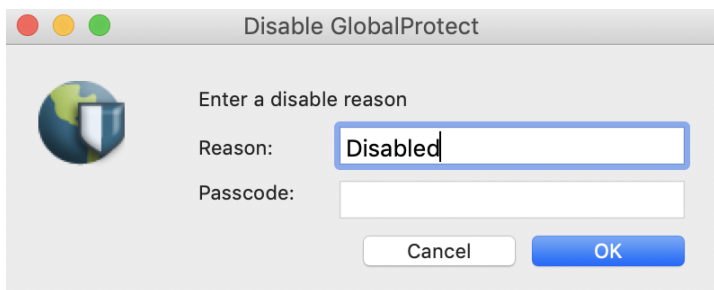 Disable GlobalProtect
Enter a disable reason
Reason: Disabled
Passcode:
Cancel OK